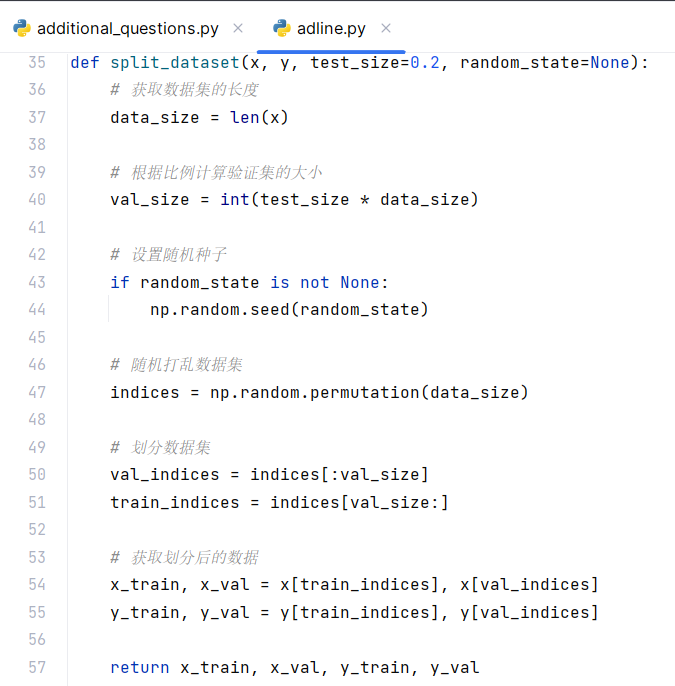 additional_questions.py × adline.py ×
35 def split_dataset(x, y, test_size=0.2, random_state=None):
36 # 获取数据集的长度
37 data_size = len(x)
38
39 # 根据比例计算验证集的大小
40 val_size = int(test_size * data_size)
41
42 # 设置随机种子
43 if random_state is not None:
44 np.random.seed(random_state)
45
46 # 随机打乱数据集
47 indices = np.random.permutation(data_size)
48
49 # 划分数据集
50 val_indices = indices[:val_size]
51 train_indices = indices[val_size:]
52
53 # 获取划分后的数据
54 x_train, x_val = x[train_indices], x[val_indices]
55 y_train, y_val = y[train_indices], y[val_indices]
56
57 return x_train, x_val, y_train, y_val